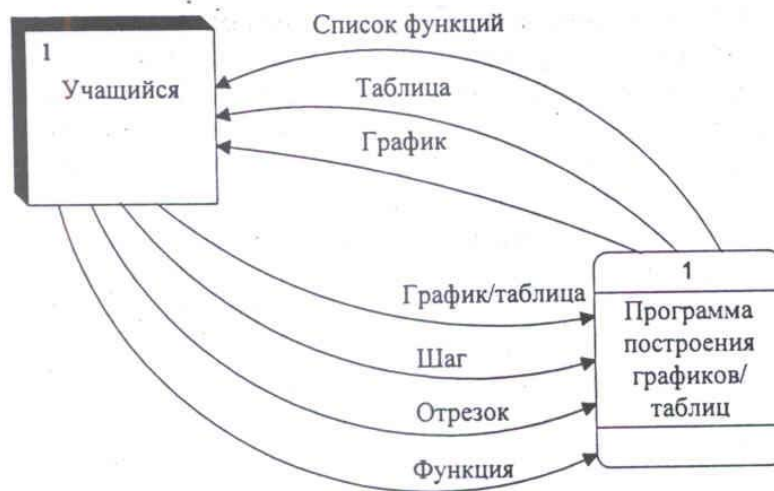 Список функций
1
Учащийся
Таблица
График
1
График/таблица
Программа
построения
графиков/
таблиц
Шаг
Отрезок
Функция